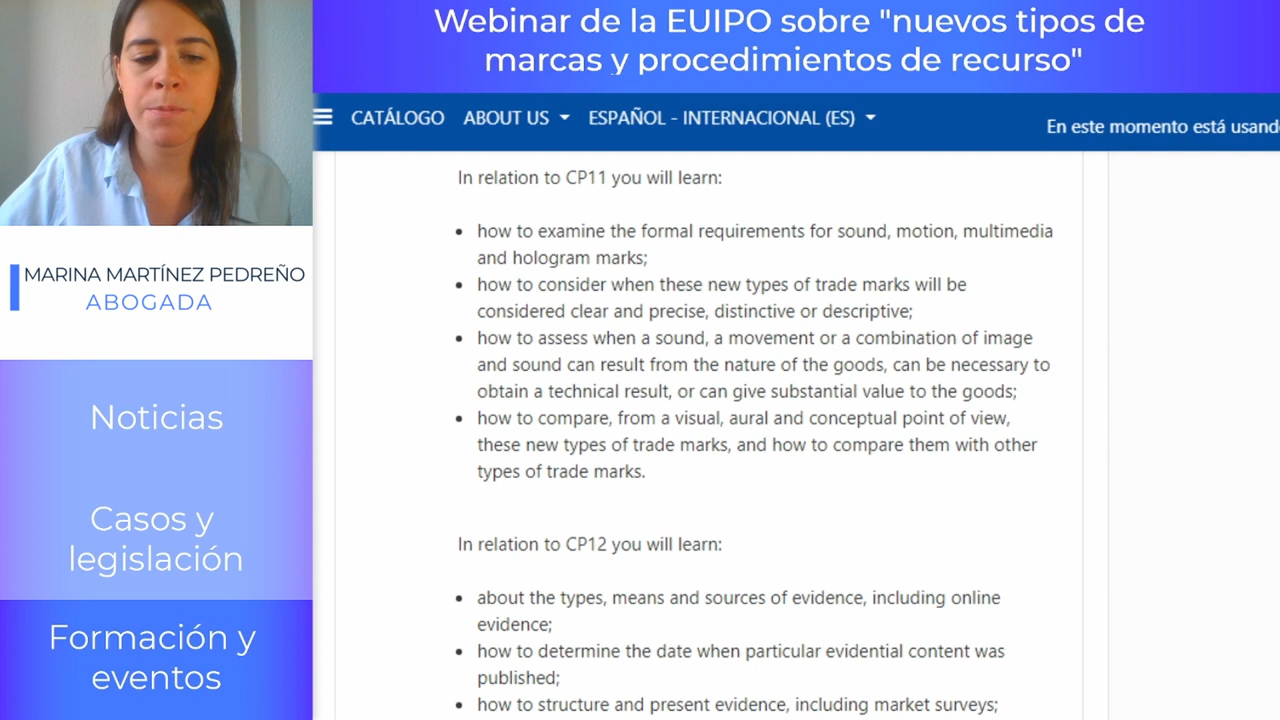 Webinar de la EUIPO sobre "nuevos tipos de
marcas y procedimientos de recurso"
CATÁLOGO ABOUT US ESPAÑOL - INTERNACIONAL (ES)
En este momento está usand
In relation to CP11 you will learn:
• how to examine the formal requirements for sound, motion, multimedia
and hologram marks;
• how to consider when these new types of trade marks will be
considered clear and precise, distinctive or descriptive;
• how to assess when a sound, a movement or a combination of image
and sound can result from the nature of the goods, can be necessary to
obtain a technical result, or can give substantial value to the goods;
• how to compare, from a visual, aural and conceptual point of view,
these new types of trade marks, and how to compare them with other
types of trade marks.
In relation to CP12 you will learn:
• about the types, means and sources of evidence, including online
evidence;
• how to determine the date when particular evidential content was
published;
• how to structure and present evidence, including market surveys;
MARINA MARTÍNEZ PEDREÑO
ABOGADA
Noticias
Casos y
legislación
Formación y
eventos